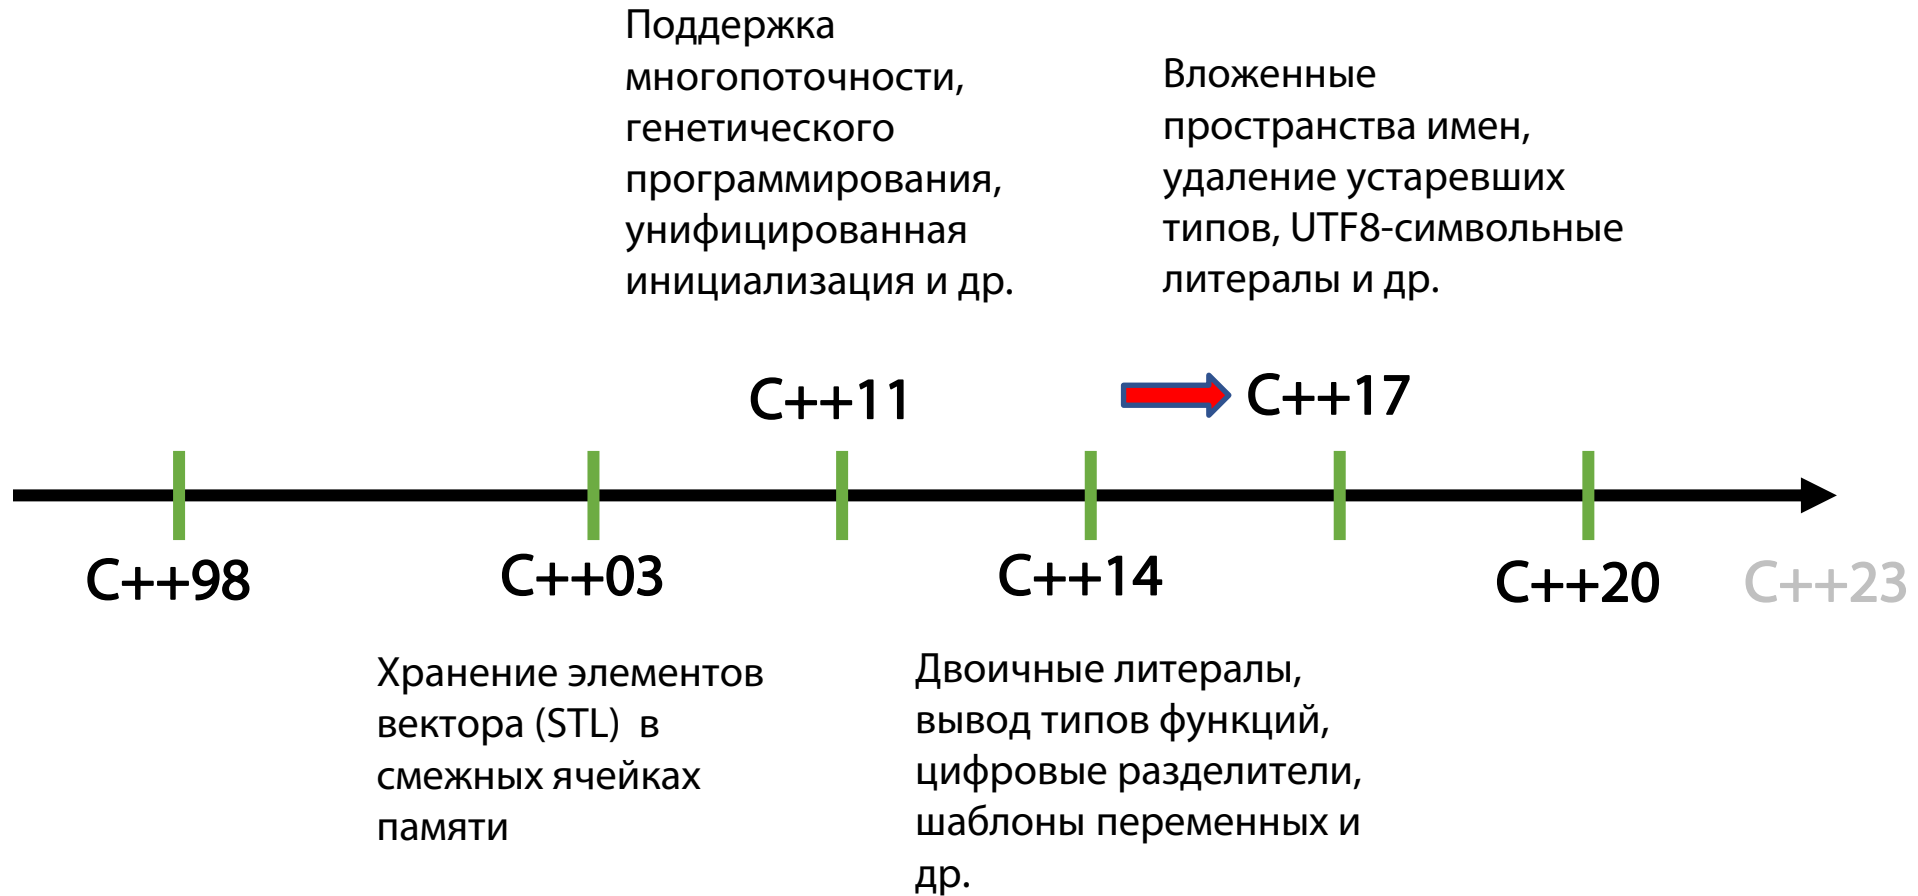 Поддержка
многопоточности,
генетического
программирования,
унифицированная
инициализация и др.
Вложенные
пространства имен,
удаление устаревших
типов, UTF8-символьные
литералы и др.
C++11
C++17
C++98
C++03
C++14
C++20
C++23
Хранение элементов
вектора (STL)  в
смежных ячейках
памяти
Двоичные литералы,
вывод типов функций,
цифровые разделители,
шаблоны переменных и
др.